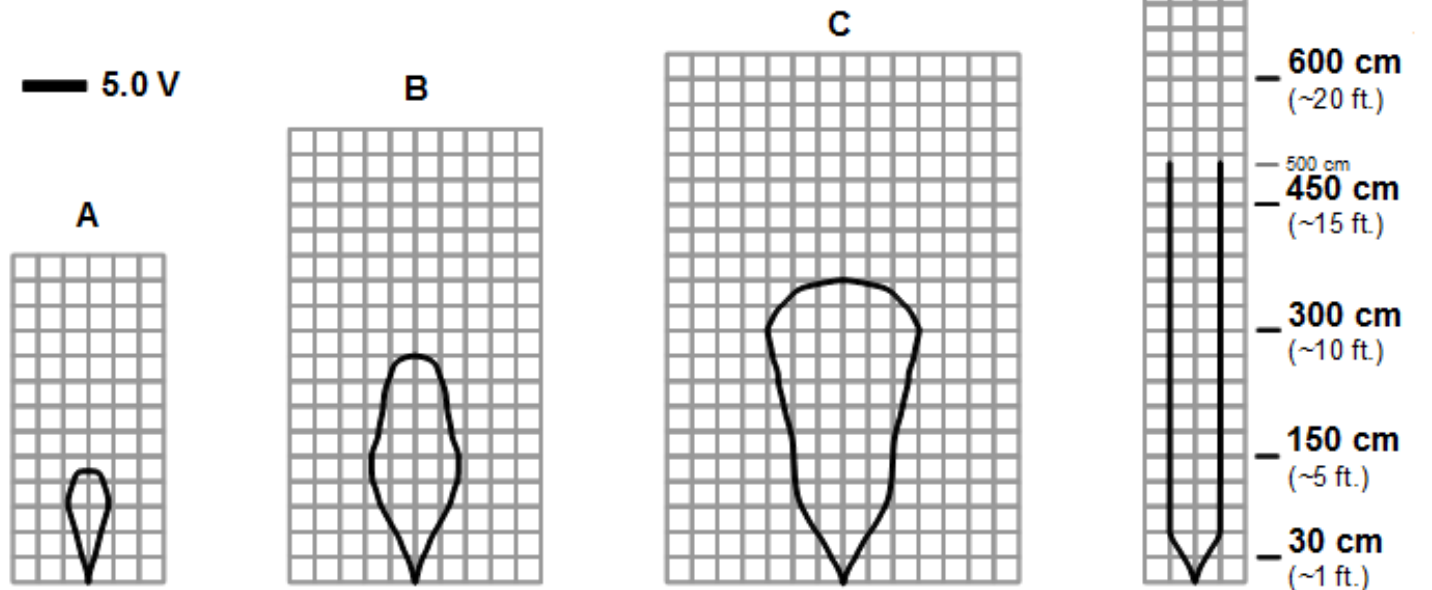 5.0 V
A
B
C
600 cm
(~20 ft.)
500 cm
450 cm
(~15 ft.)
300 cm
(~10 ft.)
150 cm
(~5 ft.)
30 cm
(~1 ft.)